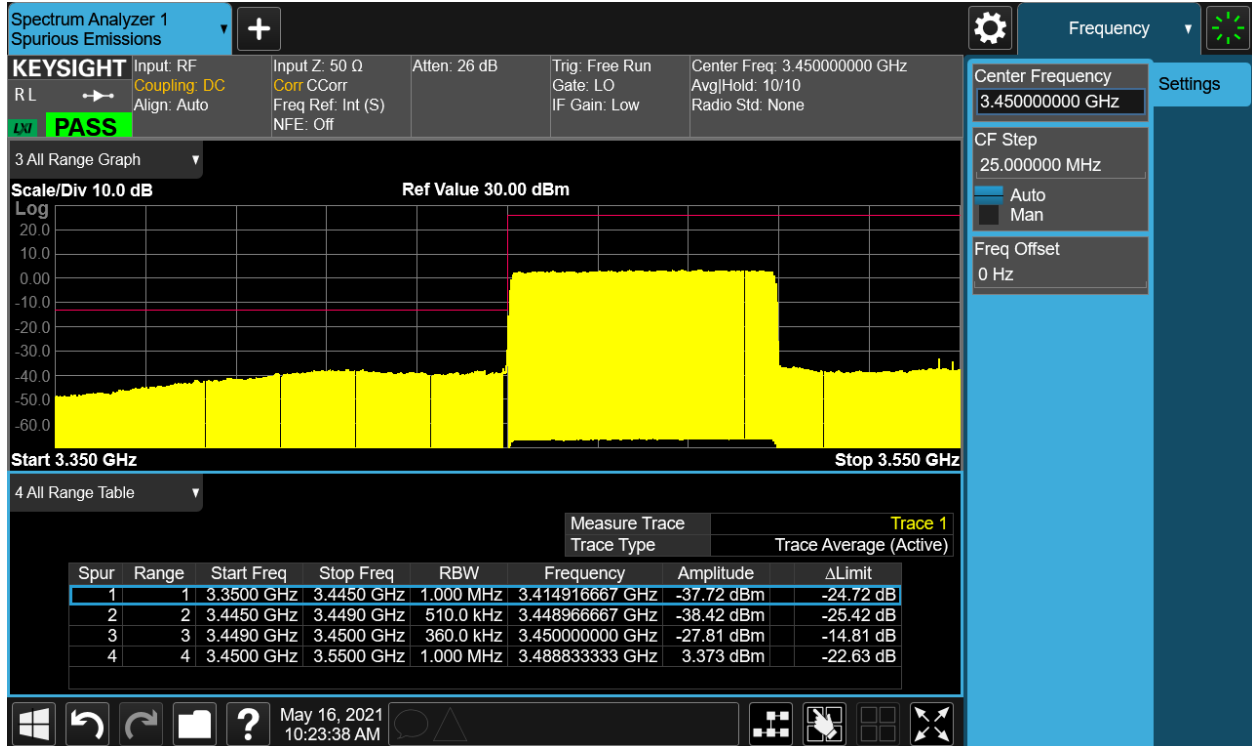 Spectrum Analyzer 1
Spurious Emissions
+
Frequency
KEYSIGHT
R L
LXI
PASS
Input: RF
Coupling: DC
Align: Auto
Input Z: 50 Ω
Corr CCorr
Freq Ref: Int (S)
NFE: Off
Atten: 26 dB
Trig: Free Run
Gate: LO
IF Gain: Low
Center Freq: 3.450000000 GHz
Avg|Hold: 10/10
Radio Std: None
Center Frequency
3.450000000 GHz
Settings
CF Step
25.000000 MHz
Auto
Man
Freq Offset
0 Hz
3 All Range Graph
Scale/Div 10.0 dB
Ref Value 30.00 dBm
Log
20.0
10.0
0.00
-10.0
-20.0
-30.0
-40.0
-50.0
-60.0
Start 3.350 GHz
Stop 3.550 GHz
4 All Range Table
Measure Trace Trace 1
Trace Type Trace Average (Active)
Spur Range Start Freq Stop Freq RBW Frequency Amplitude ΔLimit
1 1 3.3500 GHz 3.4450 GHz 1.000 MHz 3.414916667 GHz -37.72 dBm -24.72 dB
2 2 3.4450 GHz 3.4490 GHz 510.0 kHz 3.448966667 GHz -38.42 dBm -25.42 dB
3 3 3.4490 GHz 3.4500 GHz 360.0 kHz 3.450000000 GHz -27.81 dBm -14.81 dB
4 4 3.4500 GHz 3.5500 GHz 1.000 MHz 3.488833333 GHz 3.373 dBm -22.63 dB
?
May 16, 2021
10:23:38 AM